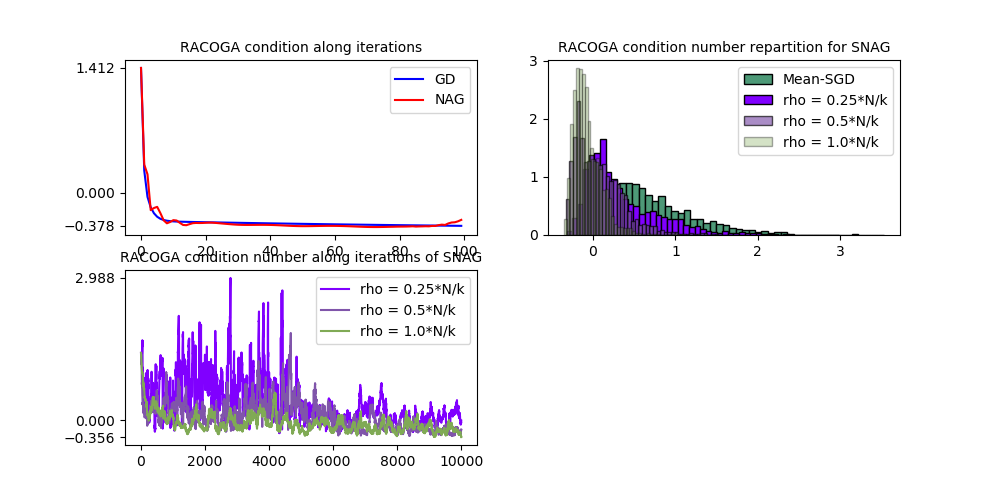 RACOGA condition along iterations
1.412
0.000
−0.378
GD
NAG
0 20 40 60 80 100
RACOGA condition number repartition for SNAG
3
2
1
0
Mean-SGD
rho = 0.25*N/k
rho = 0.5*N/k
rho = 1.0*N/k
0 1 2 3
RACOGA condition number along iterations of SNAG
2.988
0.000
−0.356
rho = 0.25*N/k
rho = 0.5*N/k
rho = 1.0*N/k
0 2000 4000 6000 8000 10000